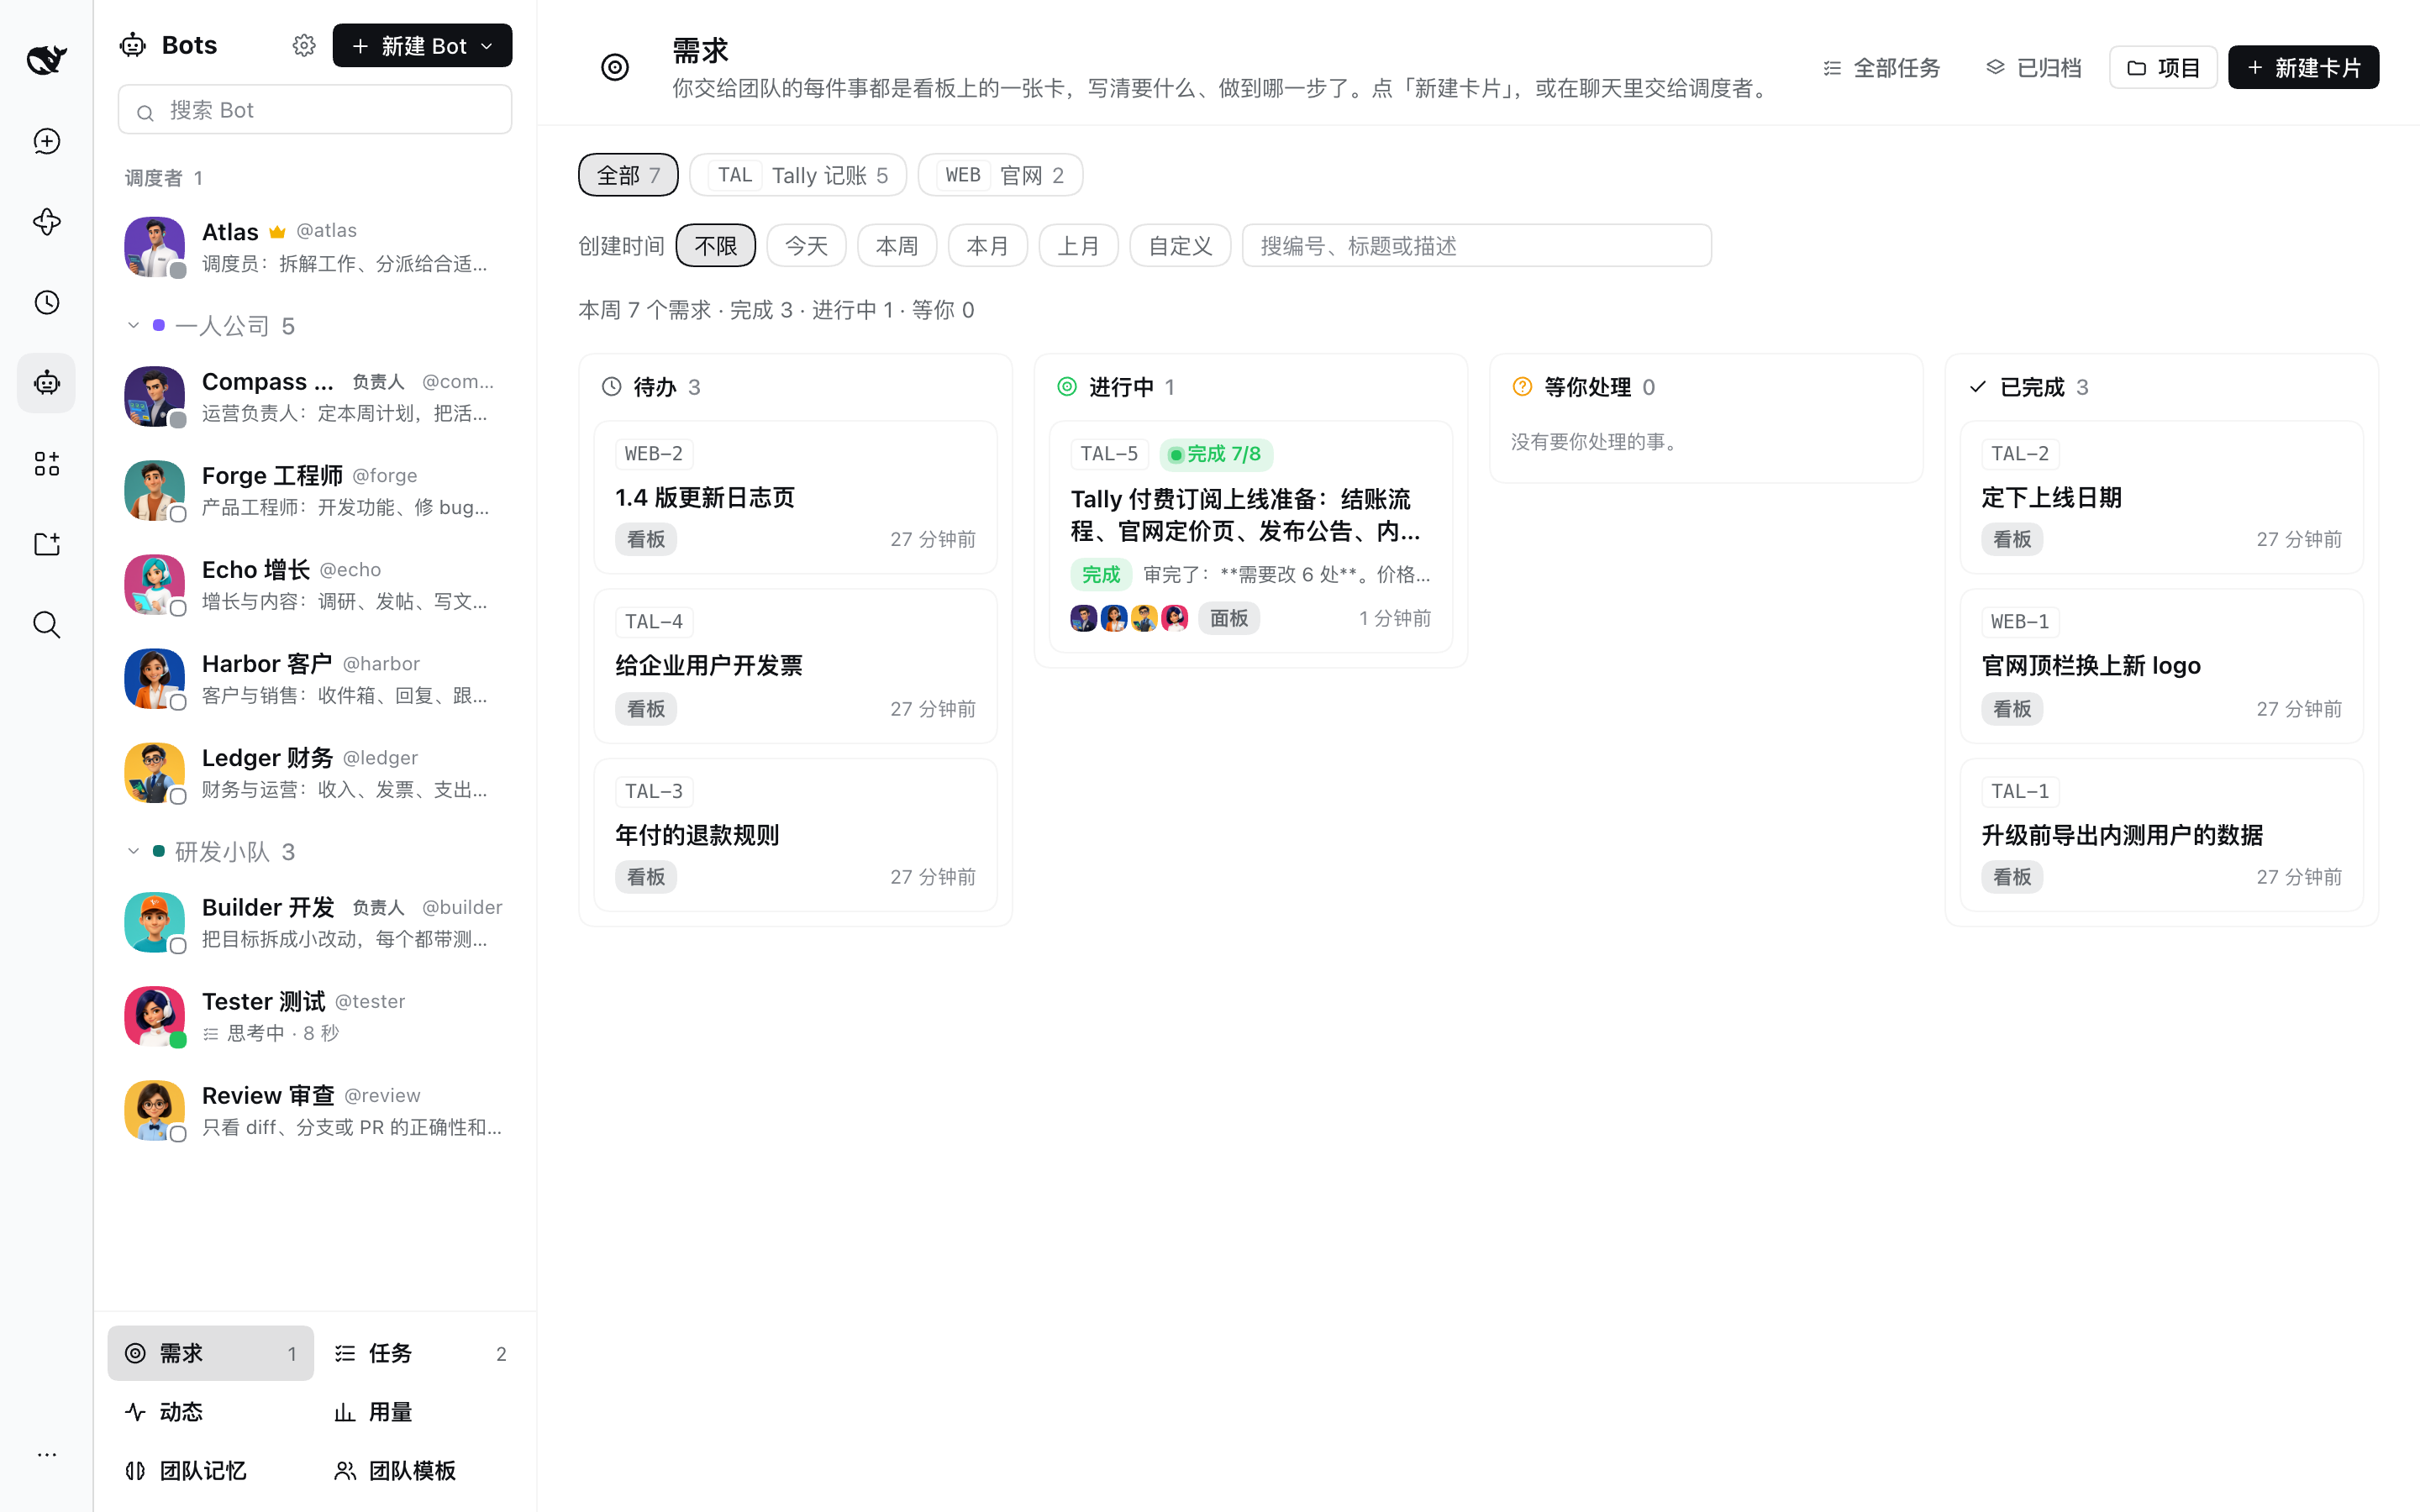 Bots
新建 Bot
搜索 Bot
调度者 1
Atlas @atlas
调度员：拆解工作、分派给合适...
一人公司 5
Compass ... 负责人 @com...
运营负责人：定本周计划，把活...
Forge 工程师 @forge
产品工程师：开发功能、修 bug...
Echo 增长 @echo
增长与内容：调研、发帖、写文...
Harbor 客户 @harbor
客户与销售：收件箱、回复、跟...
Ledger 财务 @ledger
财务与运营：收入、发票、支出...
研发小队 3
Builder 开发 负责人 @builder
把目标拆成小改动，每个都带测...
Tester 测试 @tester
思考中 · 8 秒
Review 审查 @review
只看 diff、分支或 PR 的正确性和...
需求 1
任务 2
动态
用量
团队记忆
团队模板
需求
你交给团队的每件事都是看板上的一张卡，写清要什么、做到哪一步了。点「新建卡片」，或在聊天里交给调度者。
全部任务
已归档
项目
新建卡片
全部 7
TAL Tally 记账 5
WEB 官网 2
创建时间 不限 今天 本周 本月 上月 自定义
搜编号、标题或描述
本周 7 个需求 · 完成 3 · 进行中 1 · 等你 0
待办 3
WEB-2
1.4 版更新日志页
看板 27 分钟前
TAL-4
给企业用户开发票
看板 27 分钟前
TAL-3
年付的退款规则
看板 27 分钟前
进行中 1
TAL-5 完成 7/8
Tally 付费订阅上线准备：结账流
程、官网定价页、发布公告、内...
完成 审完了：**需要改 6 处**。价格...
面板 1 分钟前
等你处理 0
没有要你处理的事。
已完成 3
TAL-2
定下上线日期
看板 27 分钟前
WEB-1
官网顶栏换上新 logo
看板 27 分钟前
TAL-1
升级前导出内测用户的数据
看板 27 分钟前